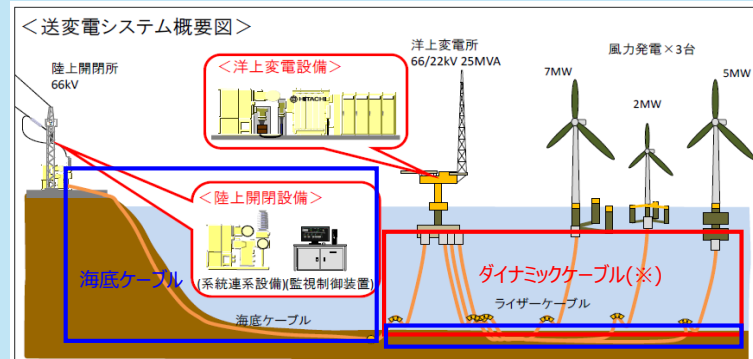 ＜送変電システム概要図＞
陸上開閉所
66kV
＜洋上変電設備＞
HITACHI
洋上変電所
66/22kV 25MVA
風力発電×3台
7MW
2MW
5MW
＜陸上開閉設備＞
(系統連系設備)(監視制御装置)
海底ケーブル
海底ケーブル
ダイナミックケーブル(※)
ライザーケーブル